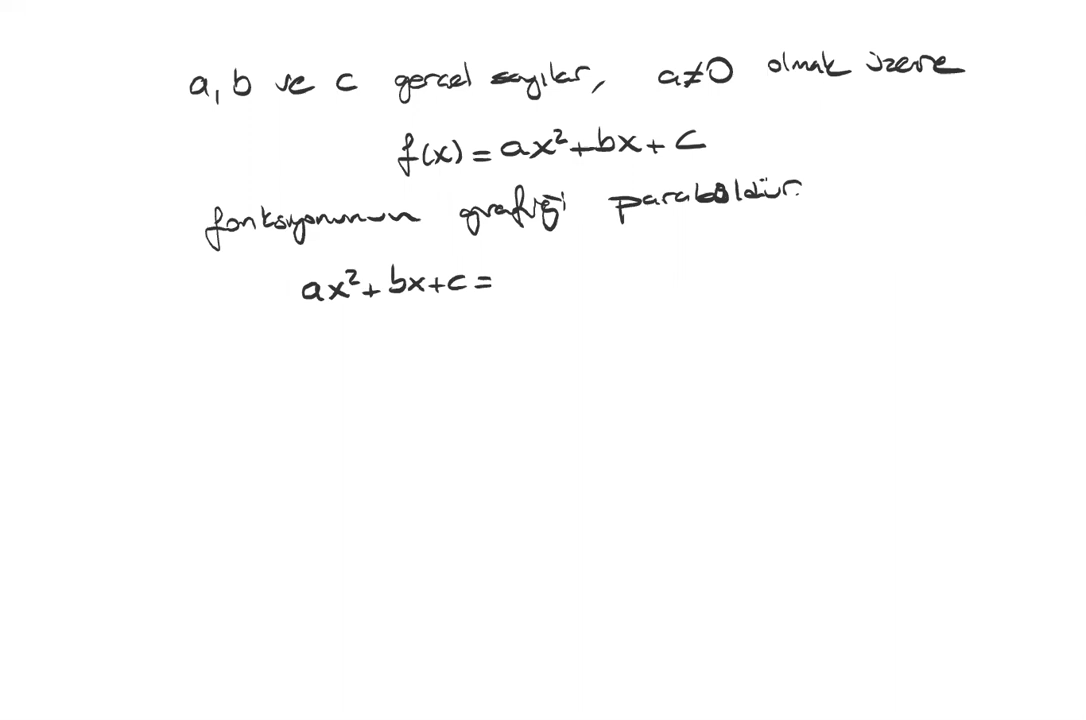 a, b ve c gerçel sayılar, a≠0 olmak üzere
f(x) = ax²+bx+c
fonksiyonunun grafiği paraboldür.
ax²+bx+c=